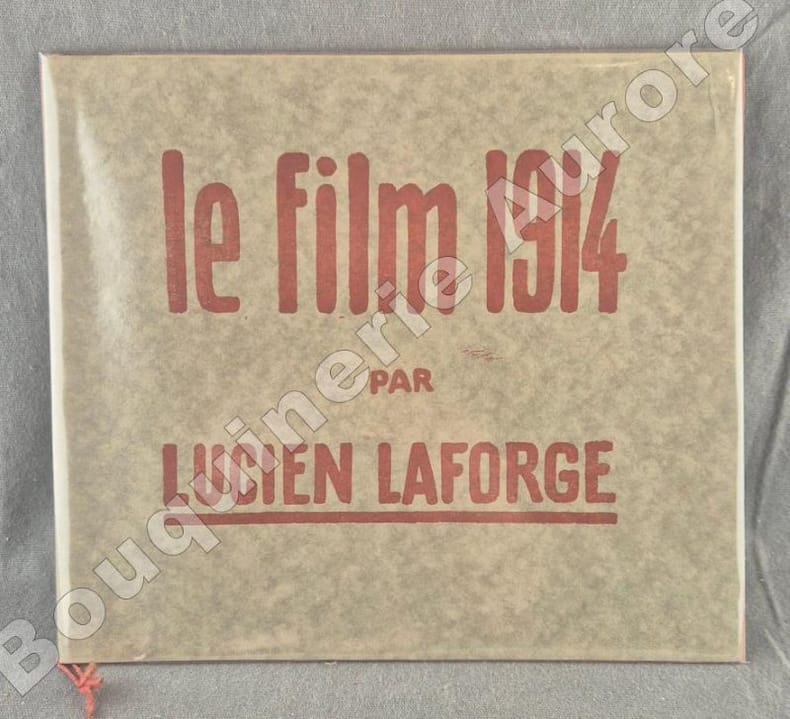 le film 1914
PAR
LUCIEN LAFORGE
Bouquinerie Aurore